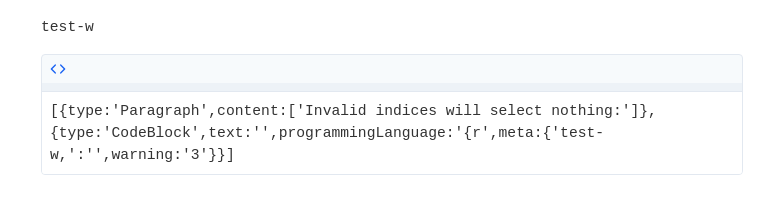 test-w
[{type:'Paragraph',content:['Invalid indices will select nothing:']},
{type:'CodeBlock',text:'',programmingLanguage:'{r',meta:{'test-
w,':'',warning:'3'}}]